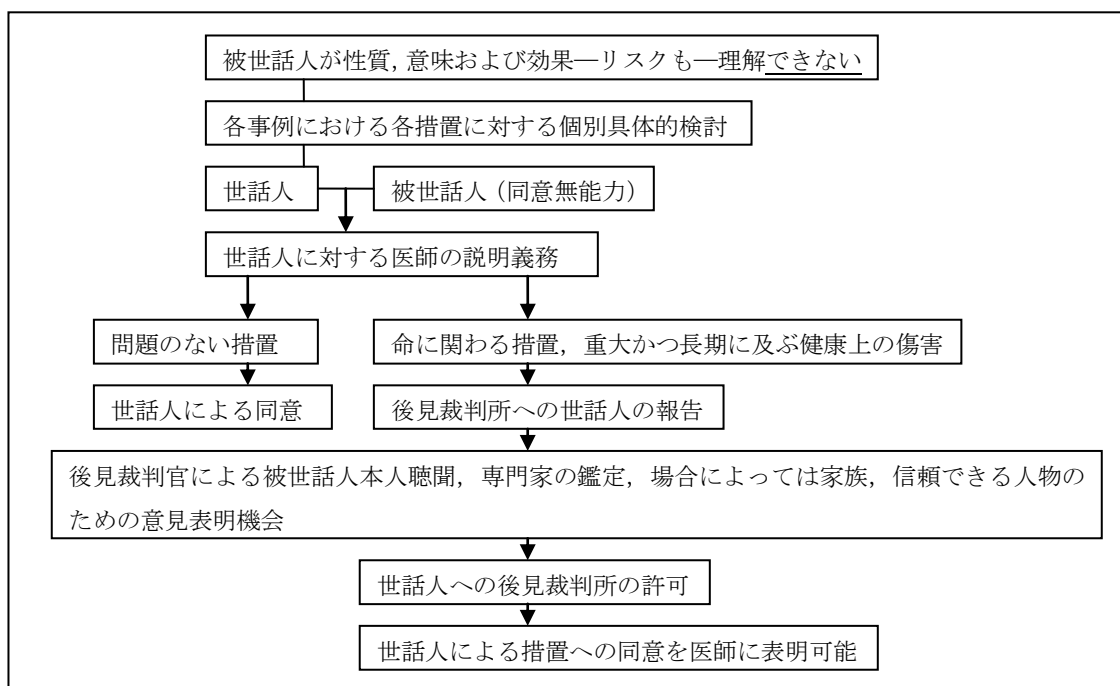 被世話人が性質，意味および効果―リスクも―理解できない
各事例における各措置に対する個別具体的検討
世話人
被世話人（同意無能力）
世話人に対する医師の説明義務
問題のない措置
命に関わる措置，重大かつ長期に及ぶ健康上の傷害
世話人による同意
後見裁判所への世話人の報告
後見裁判官による被世話人本人聴聞，専門家の鑑定，場合によっては家族，信頼できる人物の
ための意見表明機会
世話人への後見裁判所の許可
世話人による措置への同意を医師に表明可能